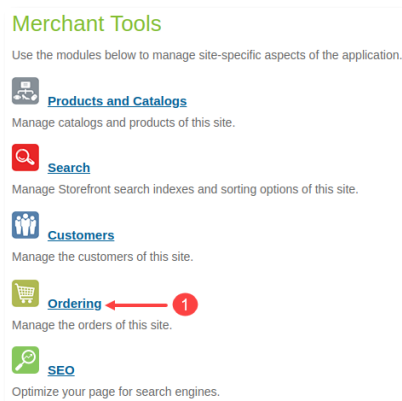 Merchant Tools
Use the modules below to manage site-specific aspects of the application.
Products and Catalogs
Manage catalogs and products of this site.
Search
Manage Storefront search indexes and sorting options of this site.
Customers
Manage the customers of this site.
Ordering 1
Manage the orders of this site.
SEO
Optimize your page for search engines.